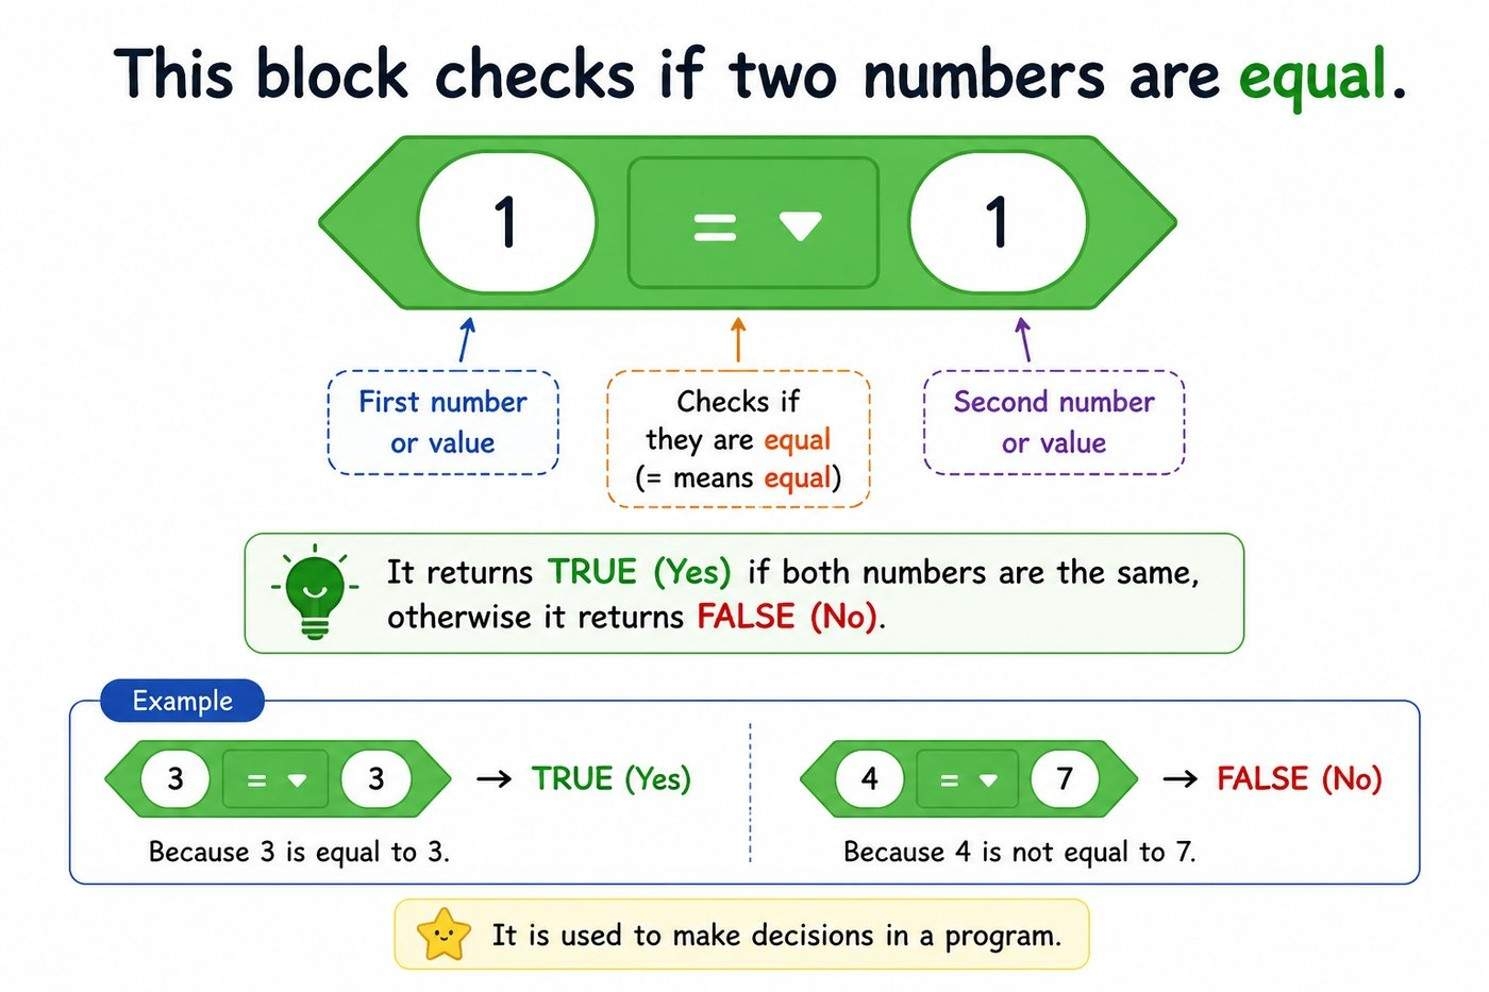 This block checks if two numbers are equal.
1 = ▼ 1
First number
or value
Checks if
they are equal
(= means equal)
Second number
or value
It returns TRUE (Yes) if both numbers are the same,
otherwise it returns FALSE (No).
Example
3 = ▼ 3 → TRUE (Yes)
Because 3 is equal to 3.
4 = ▼ 7 → FALSE (No)
Because 4 is not equal to 7.
It is used to make decisions in a program.